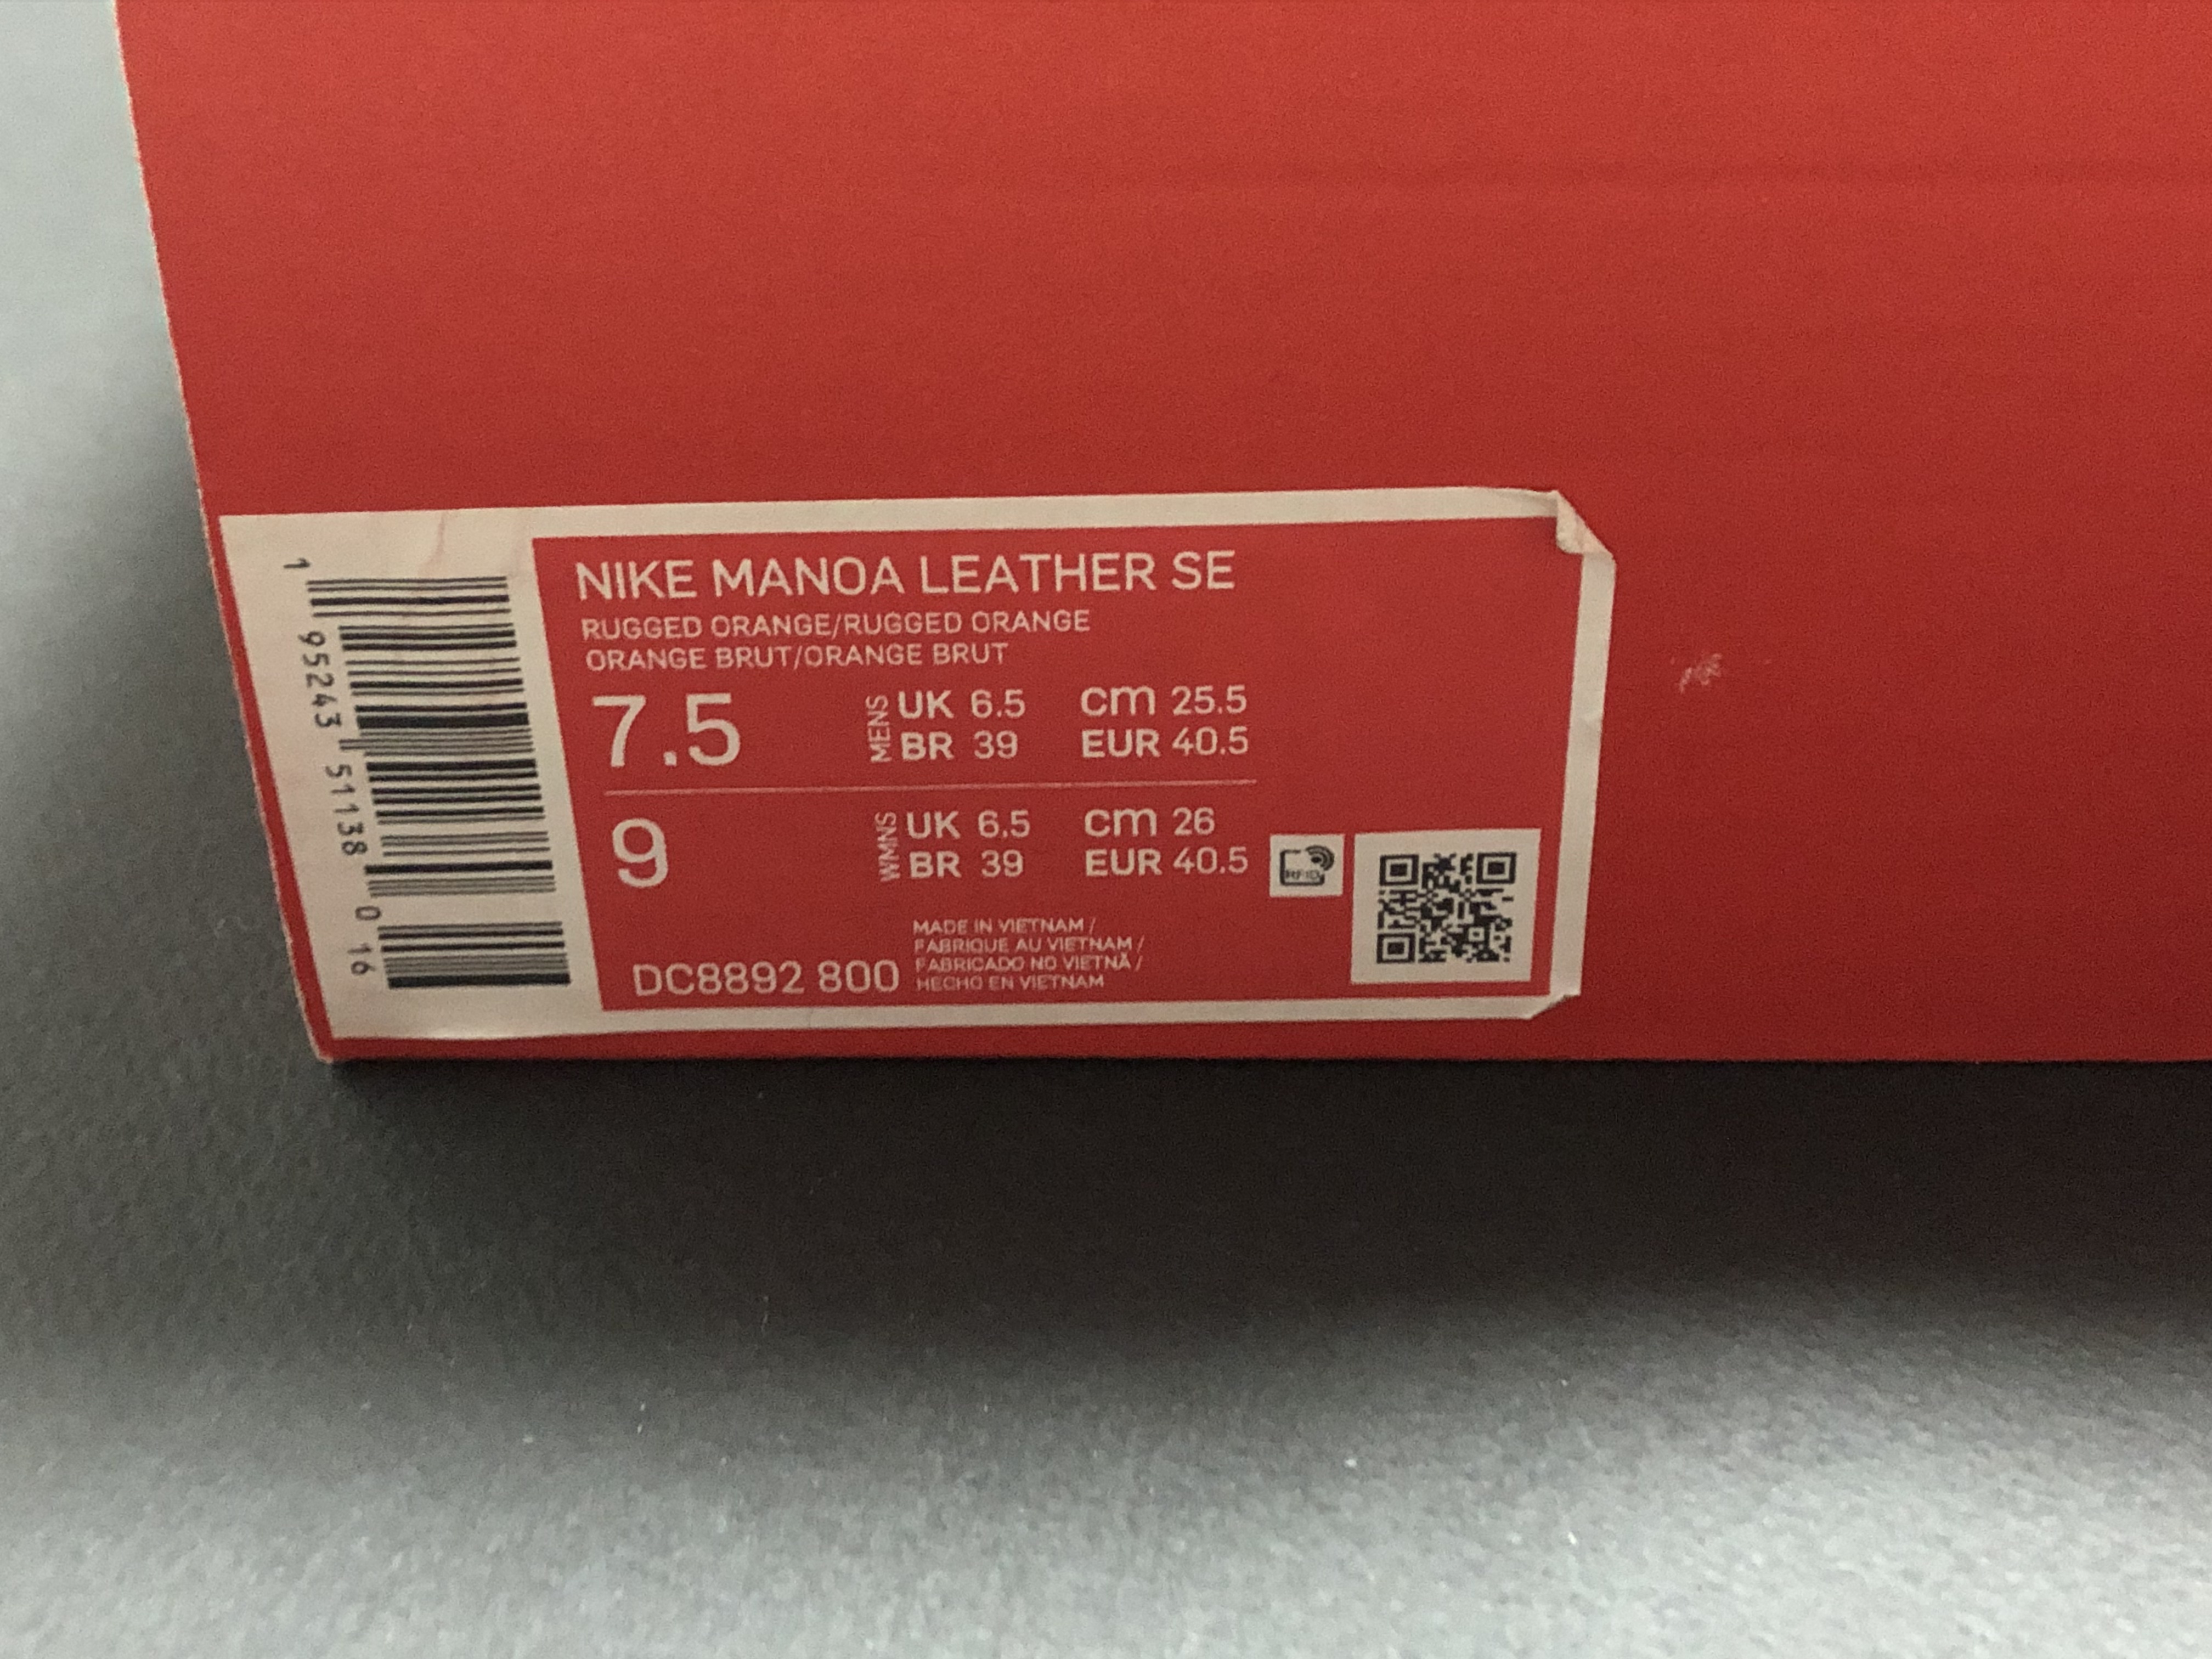 NIKE MANOA LEATHER SE
RUGGED ORANGE/RUGGED ORANGE
ORANGE BRUT/ORANGE BRUT
7.5 MENS UK 6.5 cm 25.5
BR 39 EUR 40.5
9 WMNS UK 6.5 cm 26
BR 39 EUR 40.5
RFID
DC8892 800
MADE IN VIETNAM /
FABRIQUE AU VIETNAM /
FABRICADO NO VIETNÃ /
HECHO EN VIETNAM
1 95243 51138 0 16